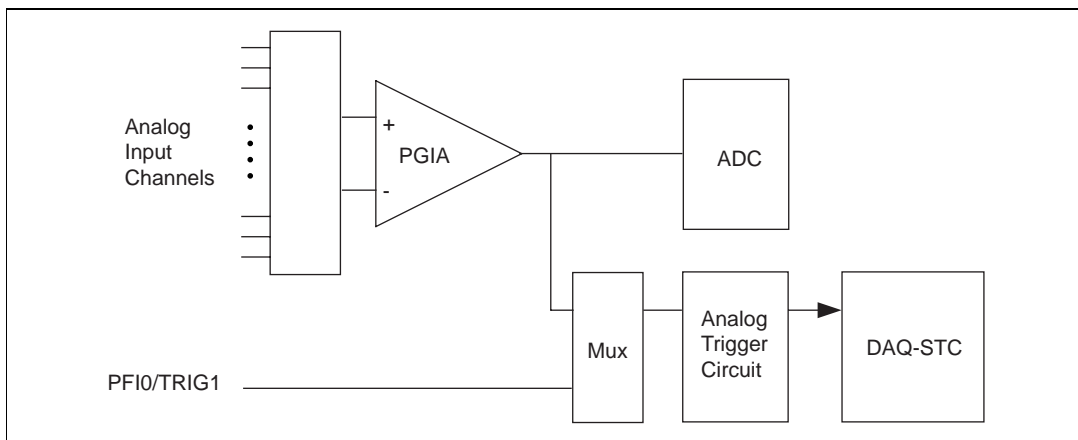 Analog
Input
Channels
+
PGIA
-
ADC
Mux
Analog
Trigger
Circuit
DAQ-STC
PFI0/TRIG1